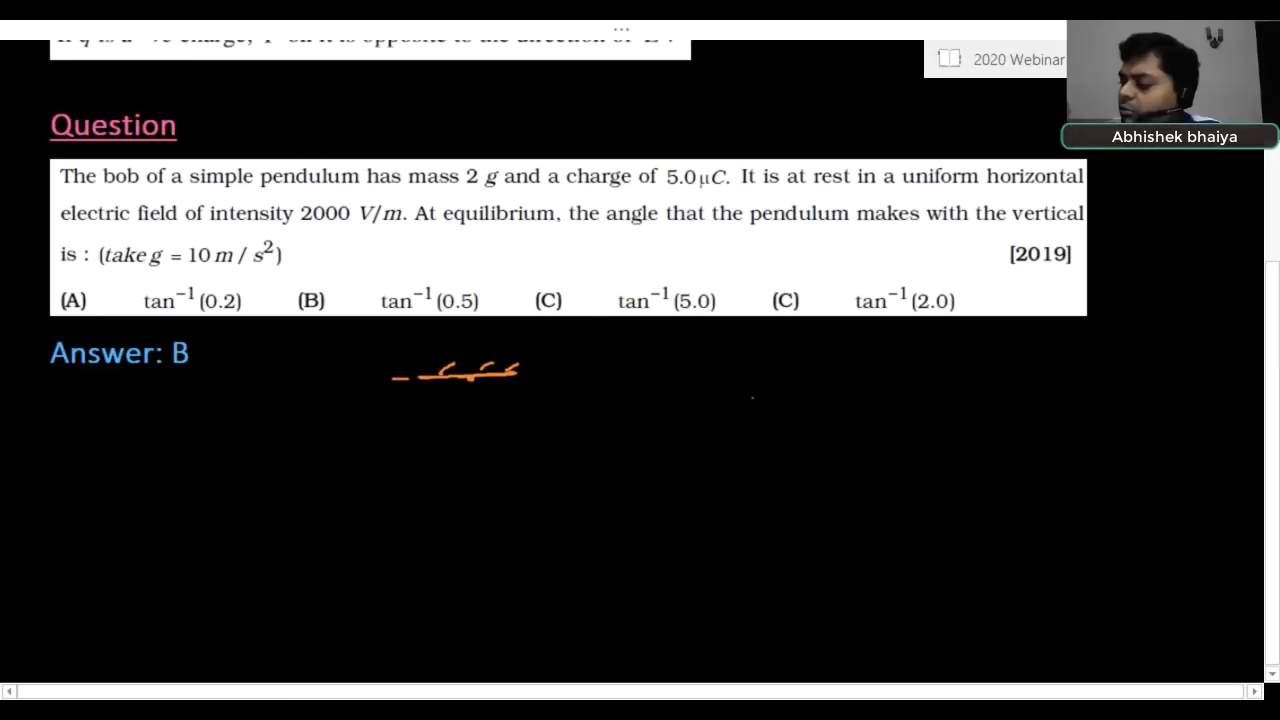 2020 Webinar
Abhishek bhaiya
Question
The bob of a simple pendulum has mass 2 g and a charge of 5.0 μC. It is at rest in a uniform horizontal
electric field of intensity 2000 V/m. At equilibrium, the angle that the pendulum makes with the vertical
is : (take g = 10 m / s²) [2019]
(A) tan⁻¹(0.2) (B) tan⁻¹(0.5) (C) tan⁻¹(5.0) (C) tan⁻¹(2.0)
Answer: B